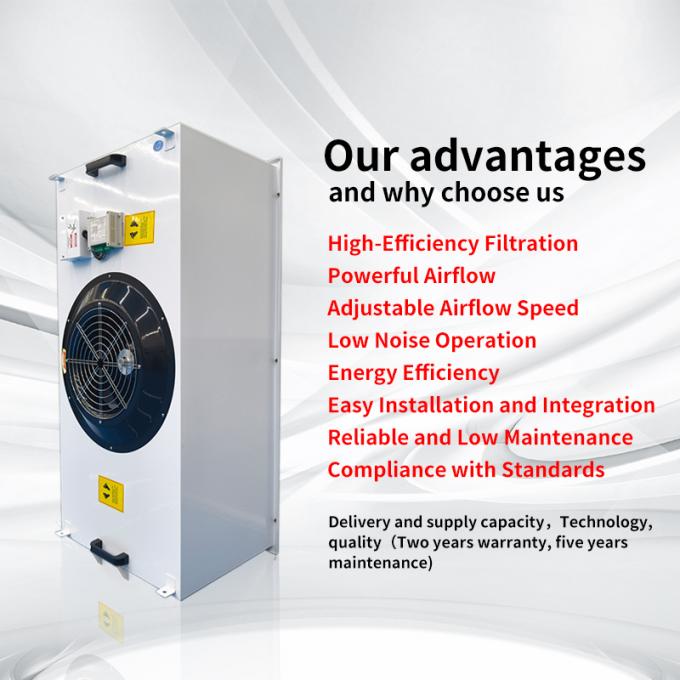 Our advantages
and why choose us
High-Efficiency Filtration
Powerful Airflow
Adjustable Airflow Speed
Low Noise Operation
Energy Efficiency
Easy Installation and Integration
Reliable and Low Maintenance
Compliance with Standards
Delivery and supply capacity，Technology，
quality（Two years warranty, five years
maintenance)